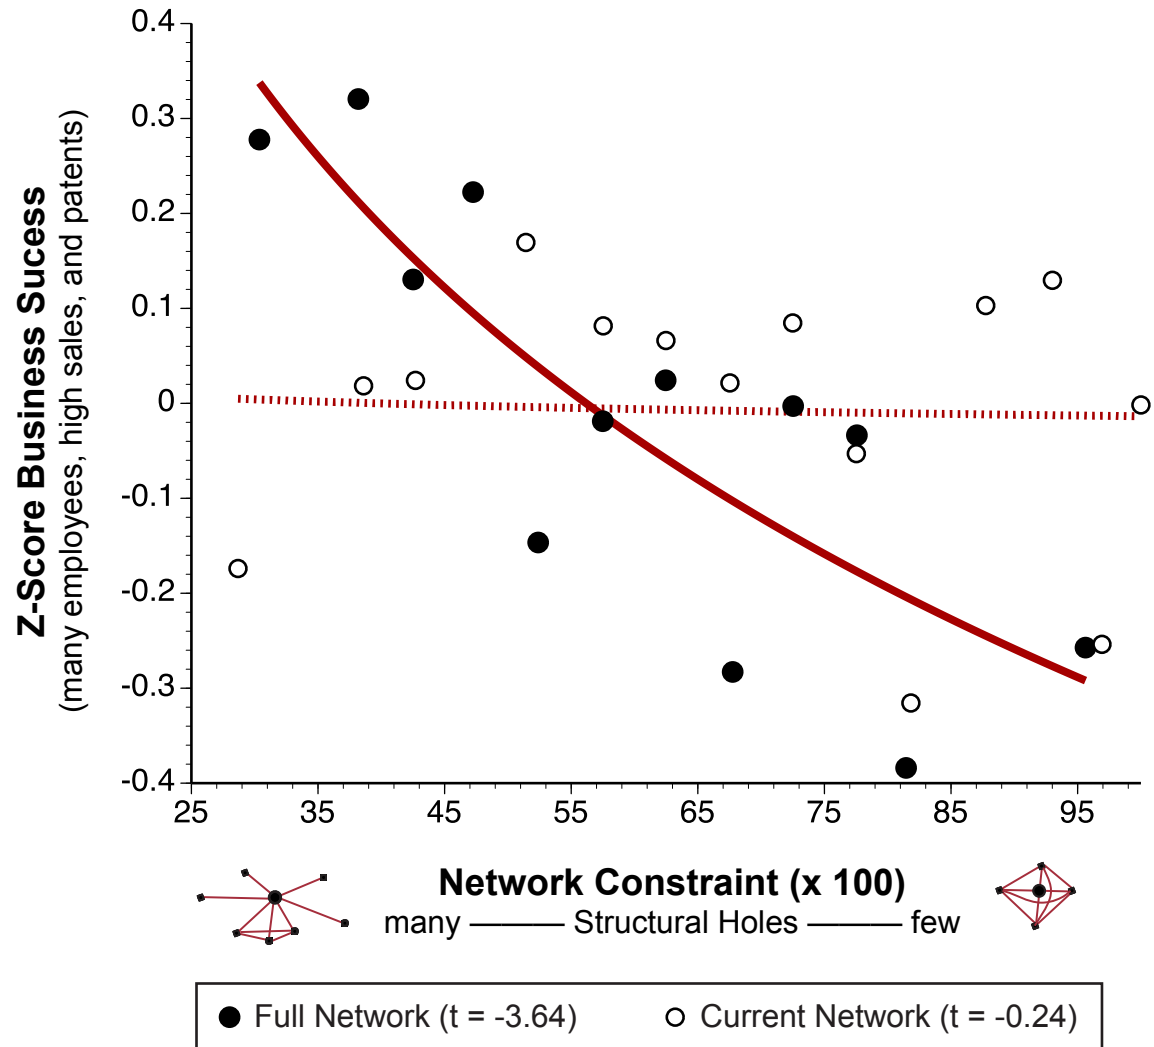 Z-Score Business Sucess
(many employees, high sales, and patents)
0.4
0.3
0.2
0.1
0
-0.1
-0.2
-0.3
-0.4
25 35 45 55 65 75 85 95
Network Constraint (x 100)
many ——— Structural Holes ——— few
Full Network (t = -3.64) Current Network (t = -0.24)